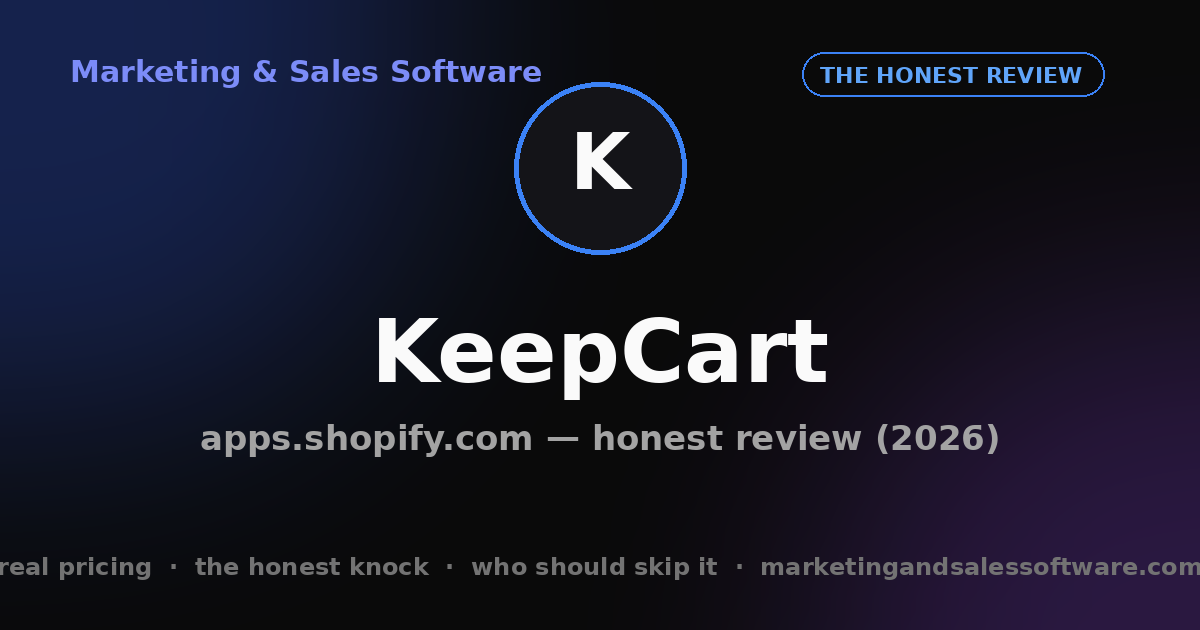 Marketing & Sales Software
THE HONEST REVIEW
K
KeepCart
apps.shopify.com — honest review (2026)
real pricing · the honest knock · who should skip it · marketingandsalessoftware.com